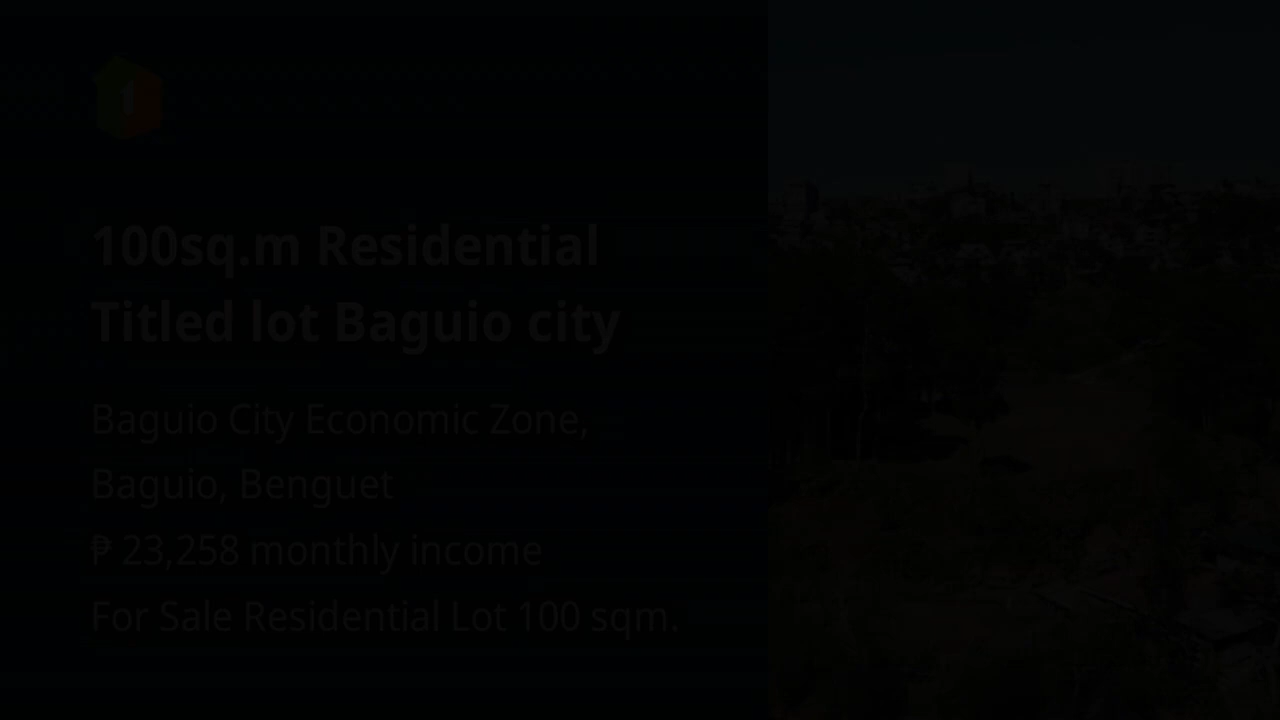 1
100sq.m Residential
Titled lot Baguio city
Baguio City Economic Zone,
Baguio, Benguet
₱ 23,258 monthly income
For Sale Residential Lot 100 sqm.